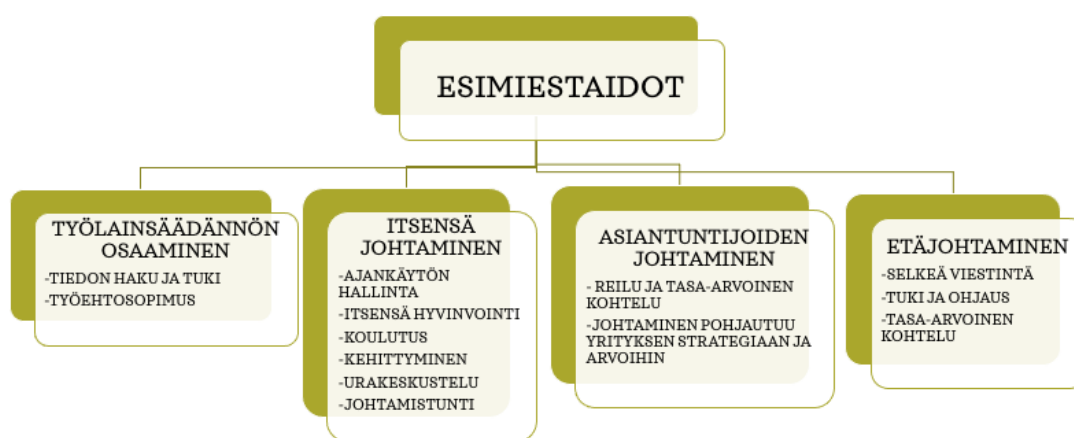 ESIMIESTAIDOT
TYÖLAINSÄÄDÄNNÖN
OSAAMINEN
-TIEDON HAKU JA TUKI
-TYÖEHTOSOPIMUS
ITSENSÄ
JOHTAMINEN
-AJANKÄYTÖN
HALLINTA
-ITSENSÄ HYVINVOINTI
-KOULUTUS
-KEHITTYMINEN
-URAKESKUSTELU
-JOHTAMISTUNTI
ASIANTUNTIJOIDEN
JOHTAMINEN
- REILU JA TASA-ARVOINEN
KOHTELU
-JOHTAMINEN POHJAUTUU
YRITYKSEN STRATEGIAAN JA
ARVOIHIN
ETÄJOHTAMINEN
-SELKEÄ VIESTINTÄ
-TUKI JA OHJAUS
-TASA-ARVOINEN
KOHTELU